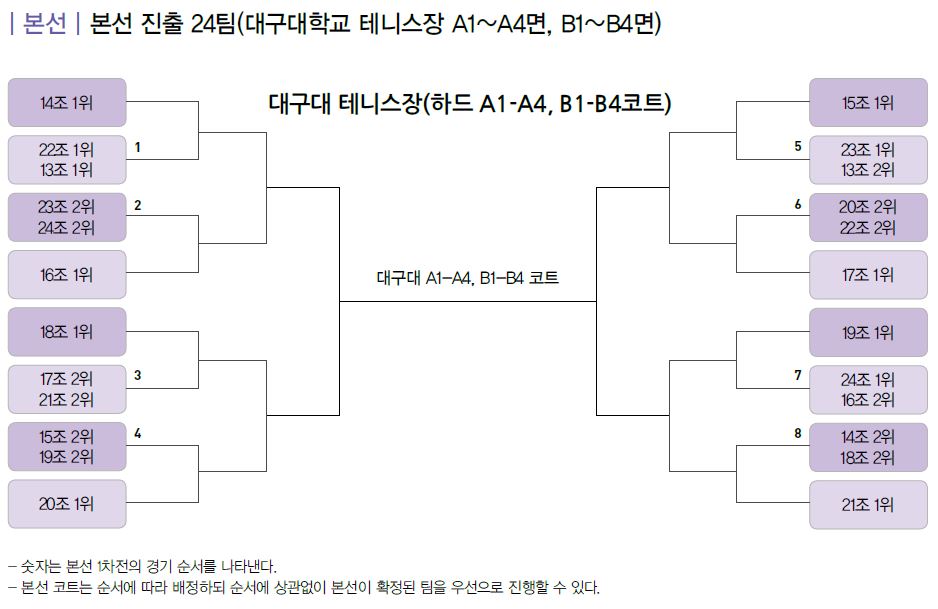 | 본선 | 본선 진출 24팀(대구대학교 테니스장 A1~A4면, B1~B4면)
대구대 테니스장(하드 A1-A4, B1-B4코트)
14조 1위
22조 1위
13조 1위
1
23조 2위
24조 2위
2
16조 1위
18조 1위
17조 2위
21조 2위
3
15조 2위
19조 2위
4
20조 1위
대구대 A1-A4, B1-B4 코트
15조 1위
5
23조 1위
13조 2위
6
20조 2위
22조 2위
17조 1위
19조 1위
7
24조 1위
16조 2위
8
14조 2위
18조 2위
21조 1위
- 숫자는 본선 1차전의 경기 순서를 나타낸다.
- 본선 코트는 순서에 따라 배정하되 순서에 상관없이 본선이 확정된 팀을 우선으로 진행할 수 있다.